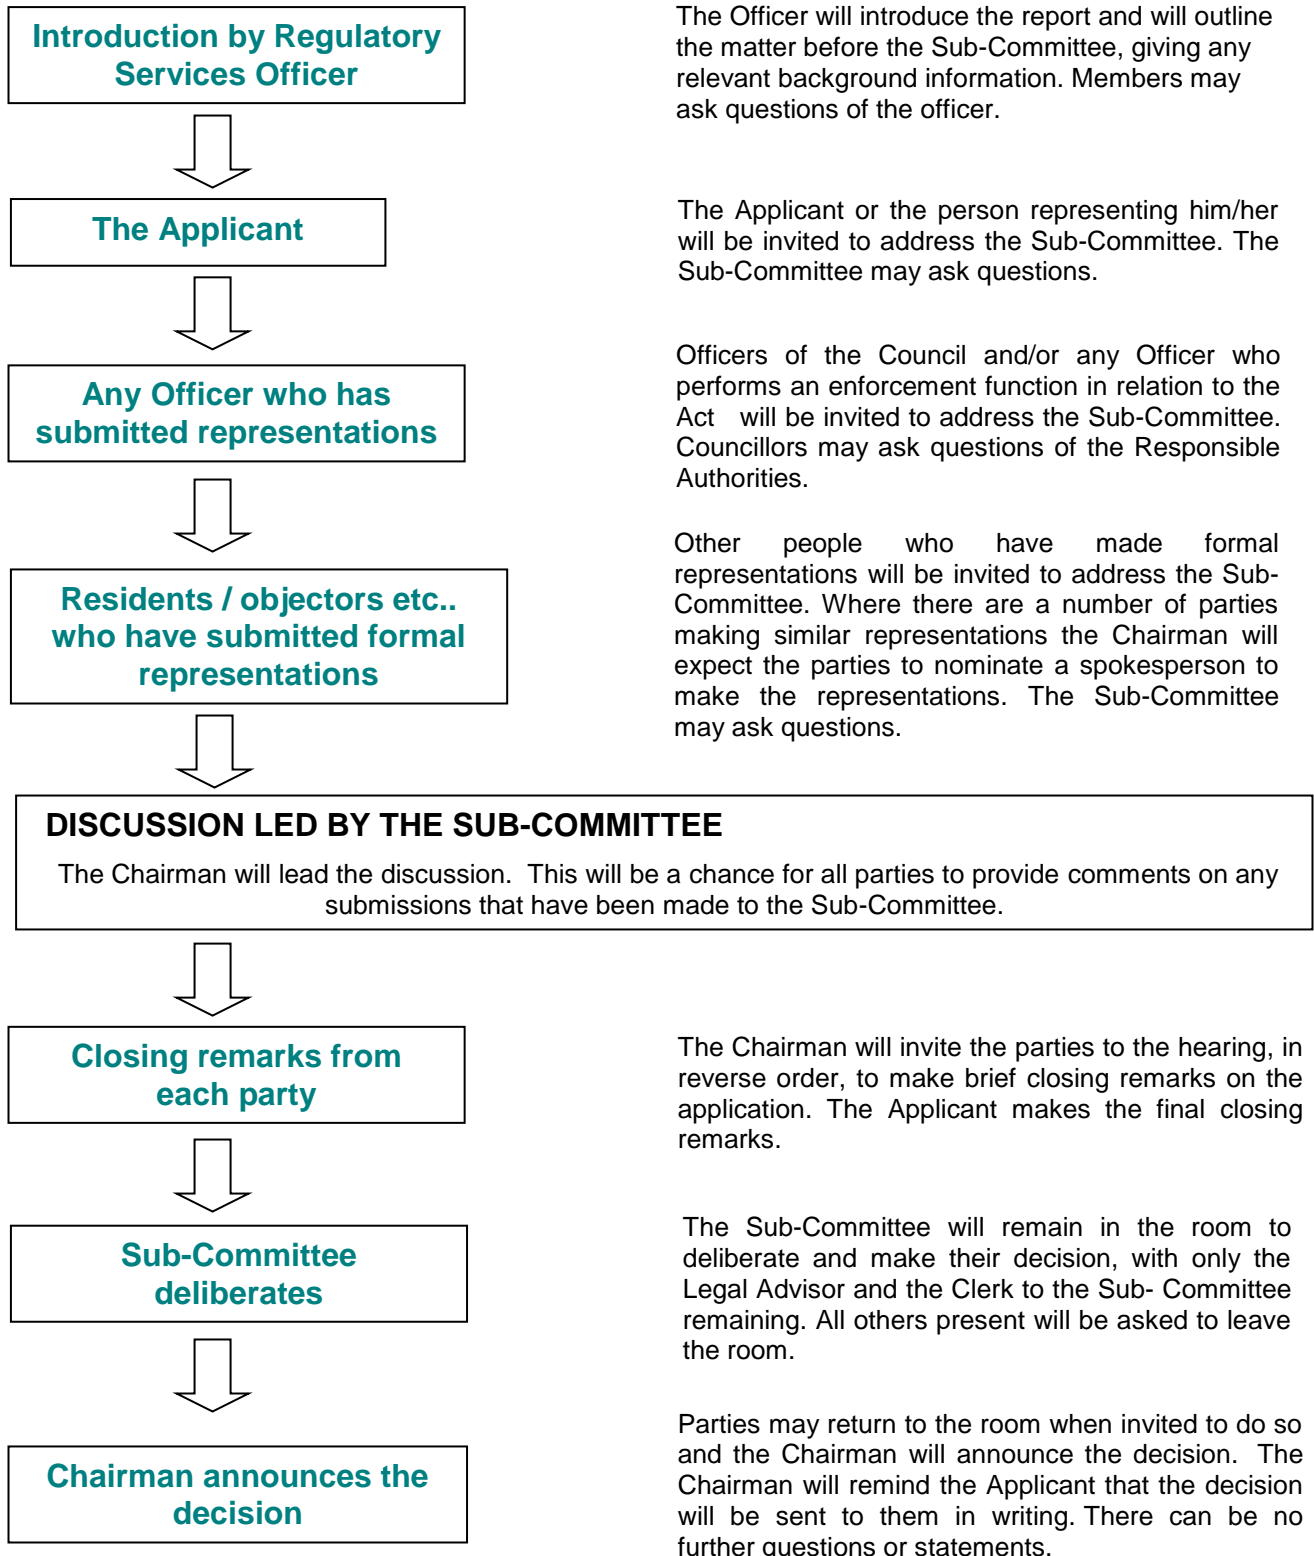 Introduction by Regulatory
Services Officer
The Officer will introduce the report and will outline
the matter before the Sub-Committee, giving any
relevant background information. Members may
ask questions of the officer.
The Applicant
The Applicant or the person representing him/her
will be invited to address the Sub-Committee. The
Sub-Committee may ask questions.
Any Officer who has
submitted representations
Officers of the Council and/or any Officer who
performs an enforcement function in relation to the
Act will be invited to address the Sub-Committee.
Councillors may ask questions of the Responsible
Authorities.
Residents / objectors etc..
who have submitted formal
representations
Other people who have made formal
representations will be invited to address the Sub-
Committee. Where there are a number of parties
making similar representations the Chairman will
expect the parties to nominate a spokesperson to
make the representations. The Sub-Committee
may ask questions.
DISCUSSION LED BY THE SUB-COMMITTEE
The Chairman will lead the discussion. This will be a chance for all parties to provide comments on any
submissions that have been made to the Sub-Committee.
Closing remarks from
each party
The Chairman will invite the parties to the hearing, in
reverse order, to make brief closing remarks on the
application. The Applicant makes the final closing
remarks.
Sub-Committee
deliberates
The Sub-Committee will remain in the room to
deliberate and make their decision, with only the
Legal Advisor and the Clerk to the Sub- Committee
remaining. All others present will be asked to leave
the room.
Chairman announces the
decision
Parties may return to the room when invited to do so
and the Chairman will announce the decision. The
Chairman will remind the Applicant that the decision
will be sent to them in writing. There can be no
further questions or statements.